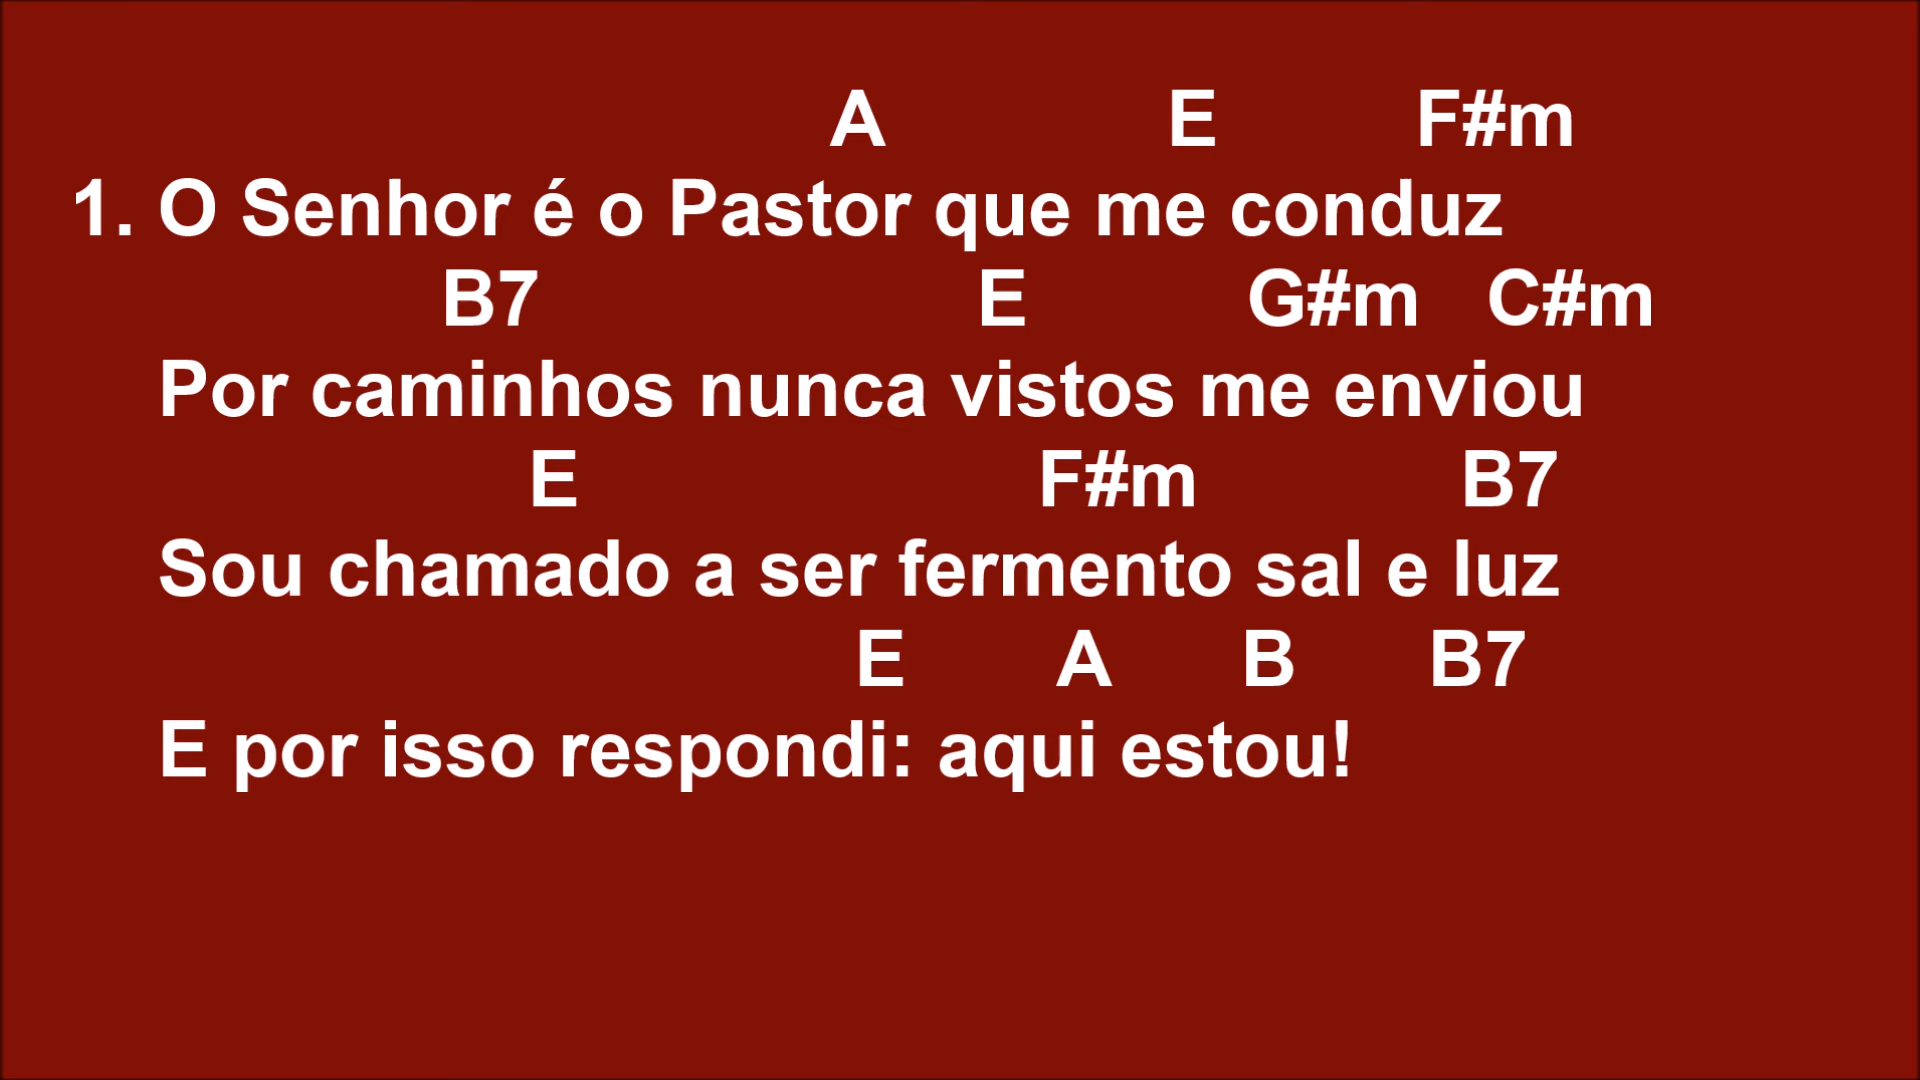 A E F#m
1. O Senhor é o Pastor que me conduz
B7 E G#m C#m
Por caminhos nunca vistos me enviou
E F#m B7
Sou chamado a ser fermento sal e luz
E A B B7
E por isso respondi: aqui estou!